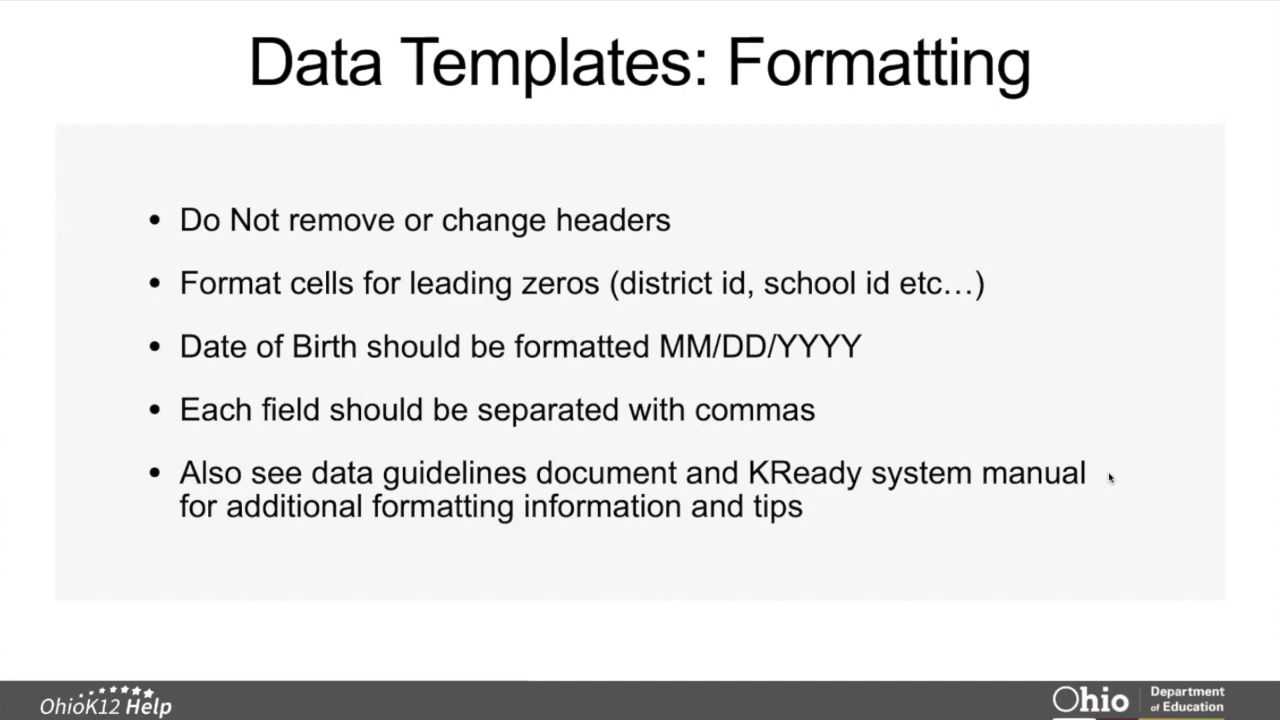 Data Templates: Formatting
• Do Not remove or change headers
• Format cells for leading zeros (district id, school id etc…)
• Date of Birth should be formatted MM/DD/YYYY
• Each field should be separated with commas
• Also see data guidelines document and KReady system manual
for additional formatting information and tips
OhioK12 Help
Ohio
Department
of Education